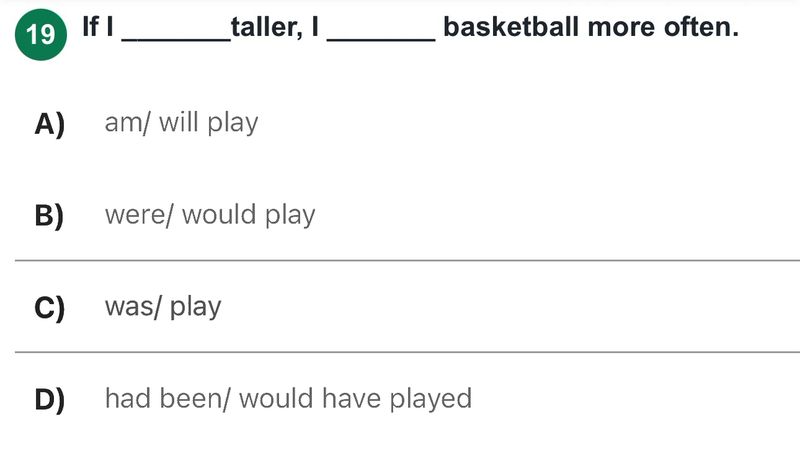 19 If I _______taller, I _______ basketball more often.
A) am/ will play
B) were/ would play
C) was/ play
D) had been/ would have played